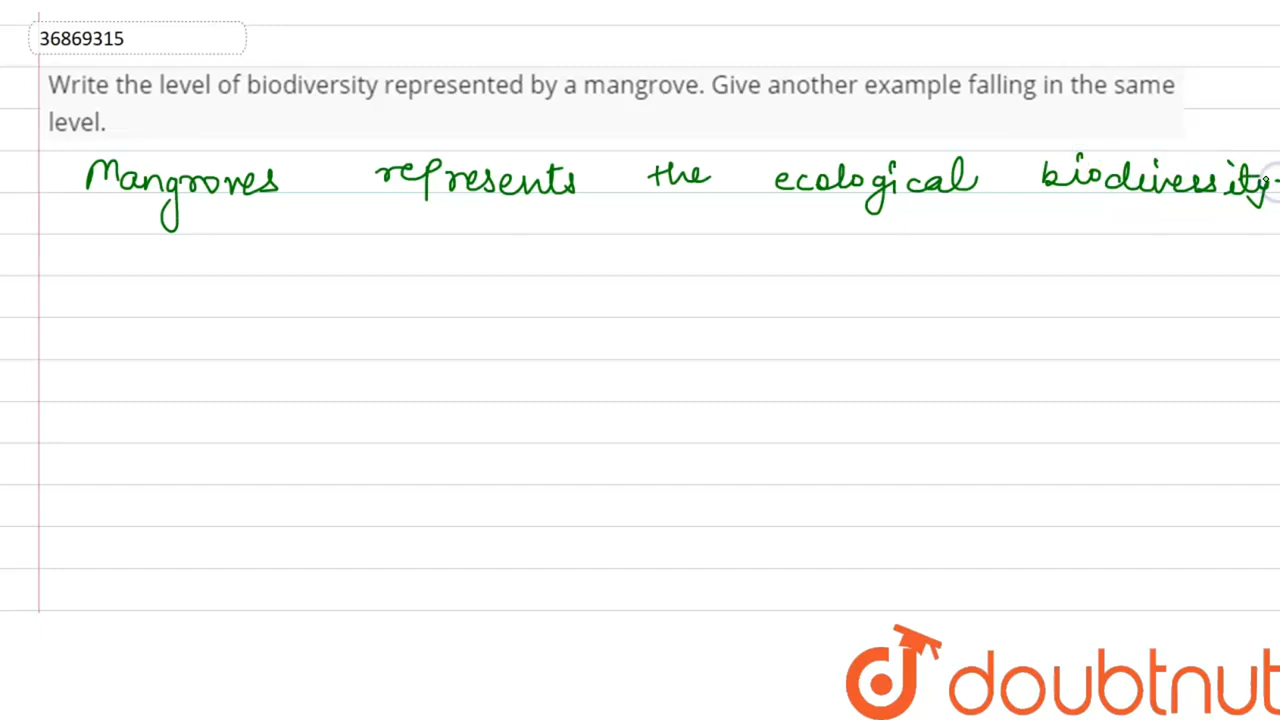 36869315
Write the level of biodiversity represented by a mangrove. Give another example falling in the same
level.
Mangroves represents the ecological biodiversity.
doubtnut